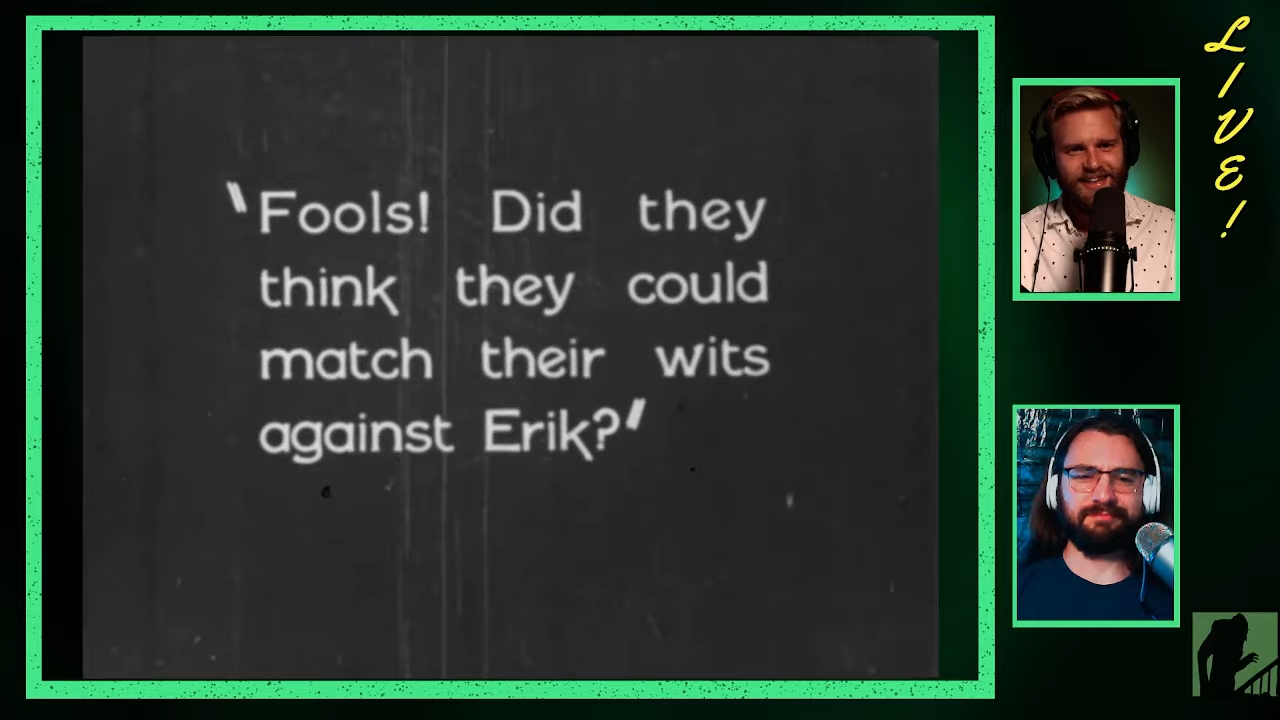 "Fools! Did they
think they could
match their wits
against Erik?"
LIVE!